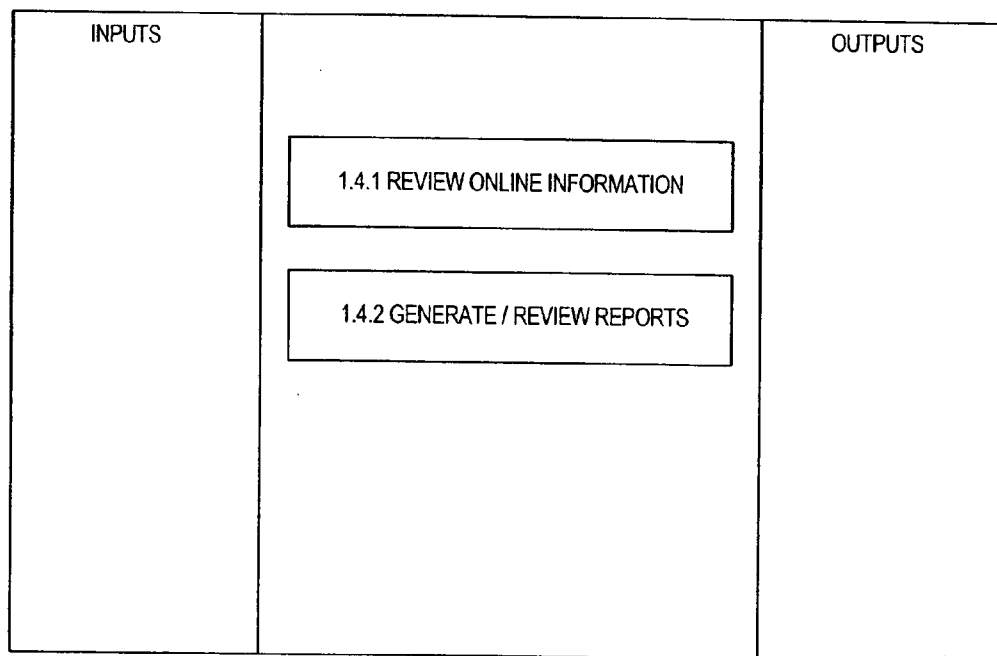 INPUTS
OUTPUTS
1.4.1 REVIEW ONLINE INFORMATION
1.4.2 GENERATE / REVIEW REPORTS